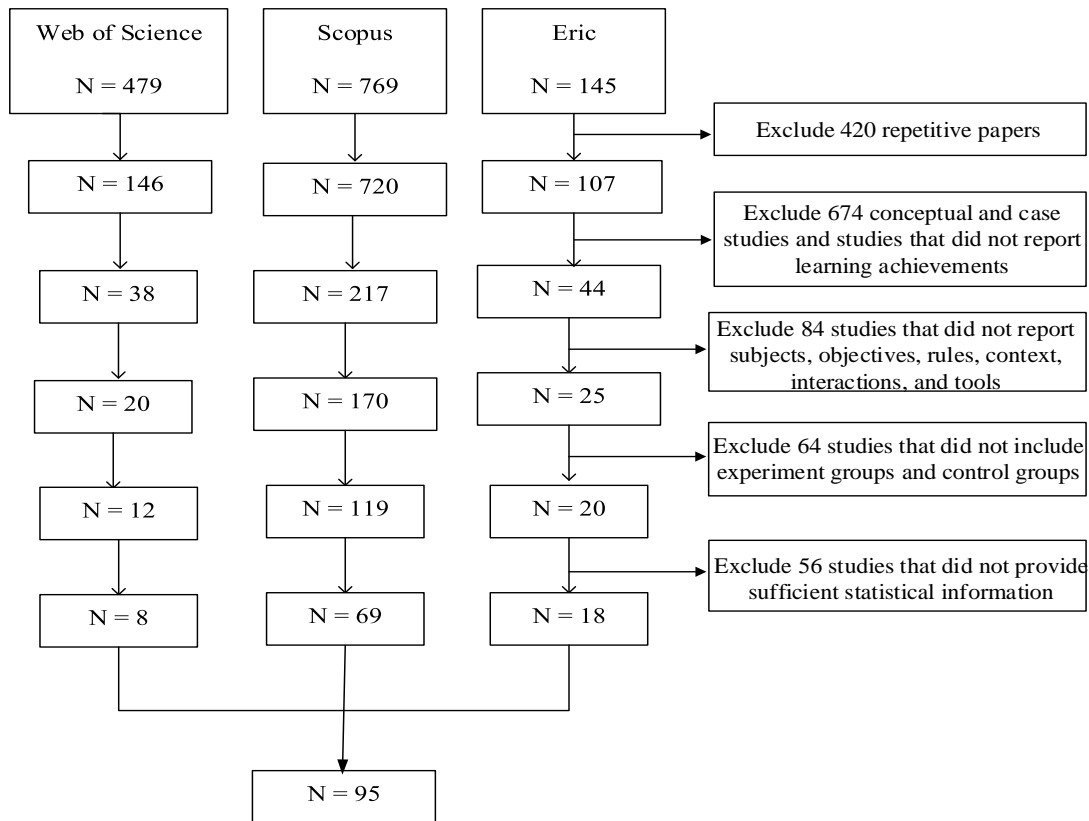 Web of Science
N = 479
Scopus
N = 769
Eric
N = 145
Exclude 420 repetitive papers
N = 146
N = 720
N = 107
Exclude 674 conceptual and case
studies and studies that did not report
learning achievements
N = 38
N = 217
N = 44
Exclude 84 studies that did not report
subjects, objectives, rules, context,
interactions, and tools
N = 20
N = 170
N = 25
Exclude 64 studies that did not include
experiment groups and control groups
N = 12
N = 119
N = 20
Exclude 56 studies that did not provide
sufficient statistical information
N = 8
N = 69
N = 18
N = 95